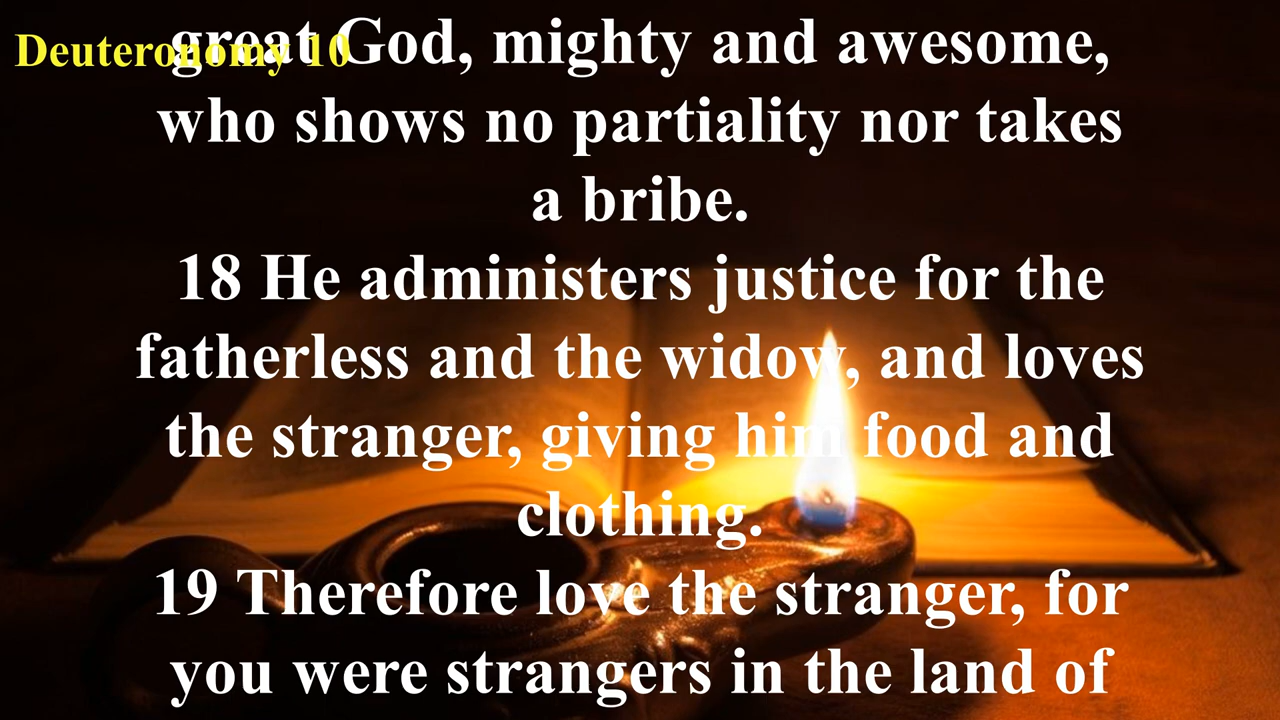 Deuteronomy 10
great God, mighty and awesome,
who shows no partiality nor takes
a bribe.
18 He administers justice for the
fatherless and the widow, and loves
the stranger, giving him food and
clothing.
19 Therefore love the stranger, for
you were strangers in the land of